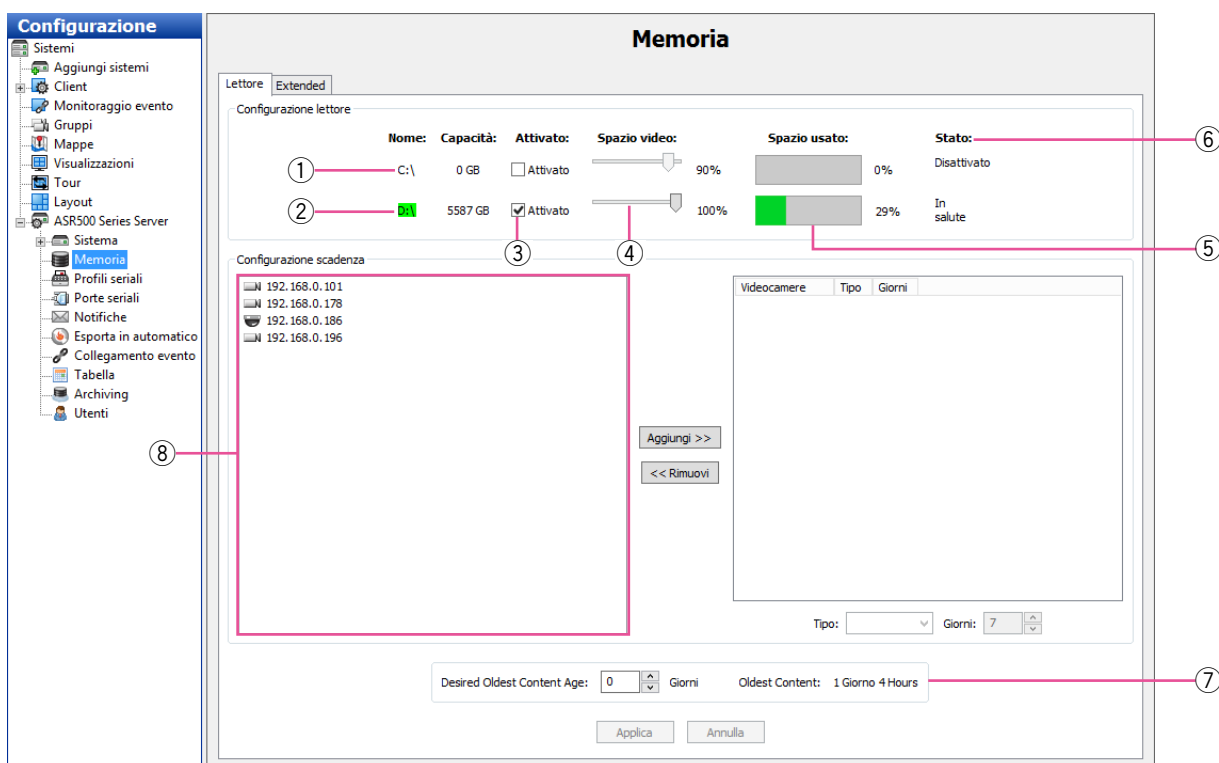 Configurazione
Sistemi
Aggiungi sistemi
Client
Monitoraggio evento
Gruppi
Mappe
Visualizzazioni
Tour
Layout
ASR500 Series Server
Sistema
Memoria
Profili seriali
Porte seriali
Notifiche
Esporta in automatico
Collegamento evento
Tabella
Archiving
Utenti
Memoria
Lettore Extended
Configurazione lettore
Nome: Capacità: Attivato: Spazio video: Spazio usato: Stato: 6
1 C:\ 0 GB Attivato 90% 0% Disattivato
2 D:\ 5587 GB Attivato 100% 29% In salute
3 4 5
Configurazione scadenza
192.168.0.101
192.168.0.178
192.168.0.186
192.168.0.196
8
Aggiungi >>
<< Rimuovi
Videocamere Tipo Giorni
Tipo: Giorni: 7
Desired Oldest Content Age: 0 Giorni Oldest Content: 1 Giorno 4 Hours 7
Applica Annulla